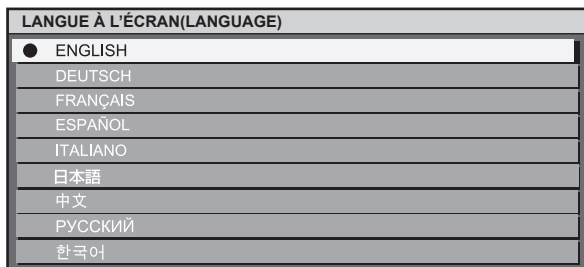 LANGUE À L'ÉCRAN(LANGUAGE)
ENGLISH
DEUTSCH
FRANÇAIS
ESPAÑOL
ITALIANO
日本語
中文
РУССКИЙ
한국어